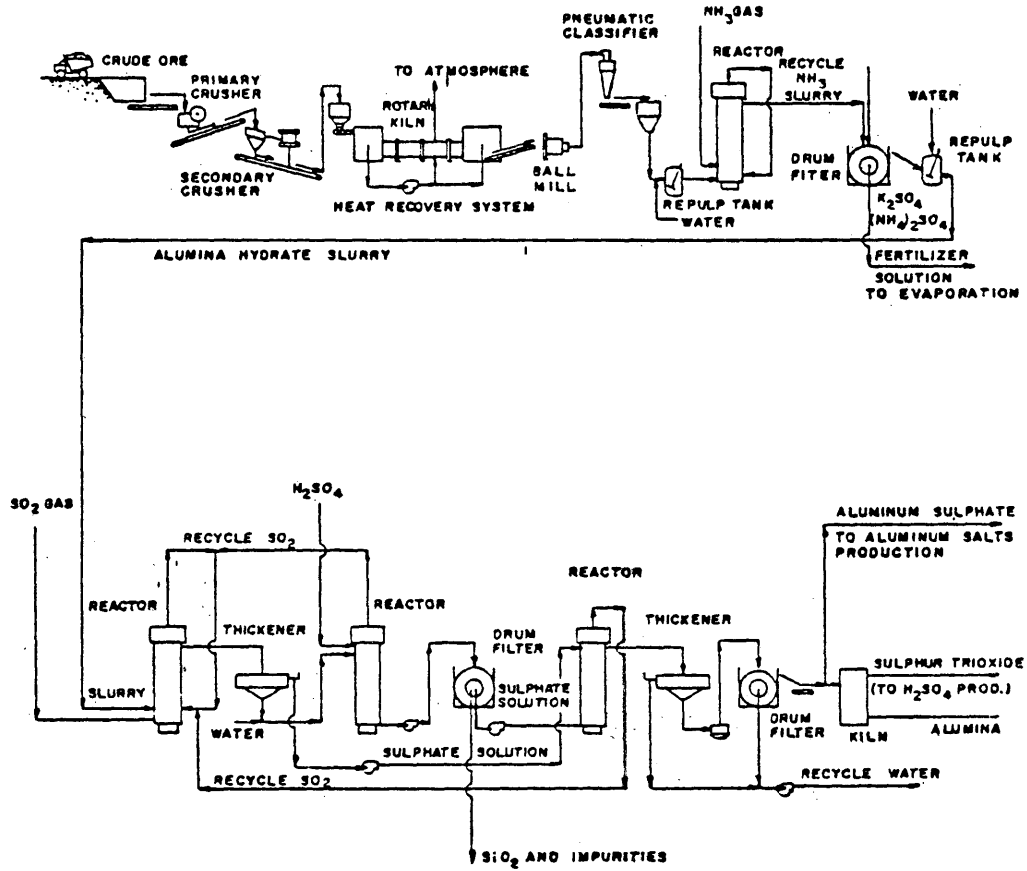 CRUDE ORE
PRIMARY
CRUSHER
SECONDARY
CRUSHER
TO ATMOSPHERE
ROTARY
KILN
HEAT RECOVERY SYSTEM
BALL
MILL
PNEUMATIC
CLASSIFIER
REPULP TANK
WATER
NH3 GAS
REACTOR
RECYCLE
NH3
SLURRY
DRUM
FITER
WATER
REPULP
TANK
K2SO4
(NH4)2SO4
FERTILIZER
SOLUTION
TO EVAPORATION
ALUMINA HYDRATE SLURRY
SO2 GAS
H2SO4
RECYCLE SO2
REACTOR
THICKENER
SLURRY
WATER
REACTOR
DRUM
FILTER
SULPHATE
SOLUTION
SULPHATE SOLUTION
RECYCLE SO2
REACTOR
THICKENER
DRUM
FILTER
KILN
ALUMINUM SULPHATE
TO ALUMINUM SALTS
PRODUCTION
SULPHUR TRIOXIDE
(TO H2SO4 PROD.)
ALUMINA
RECYCLE WATER
SiO2 AND IMPURITIES